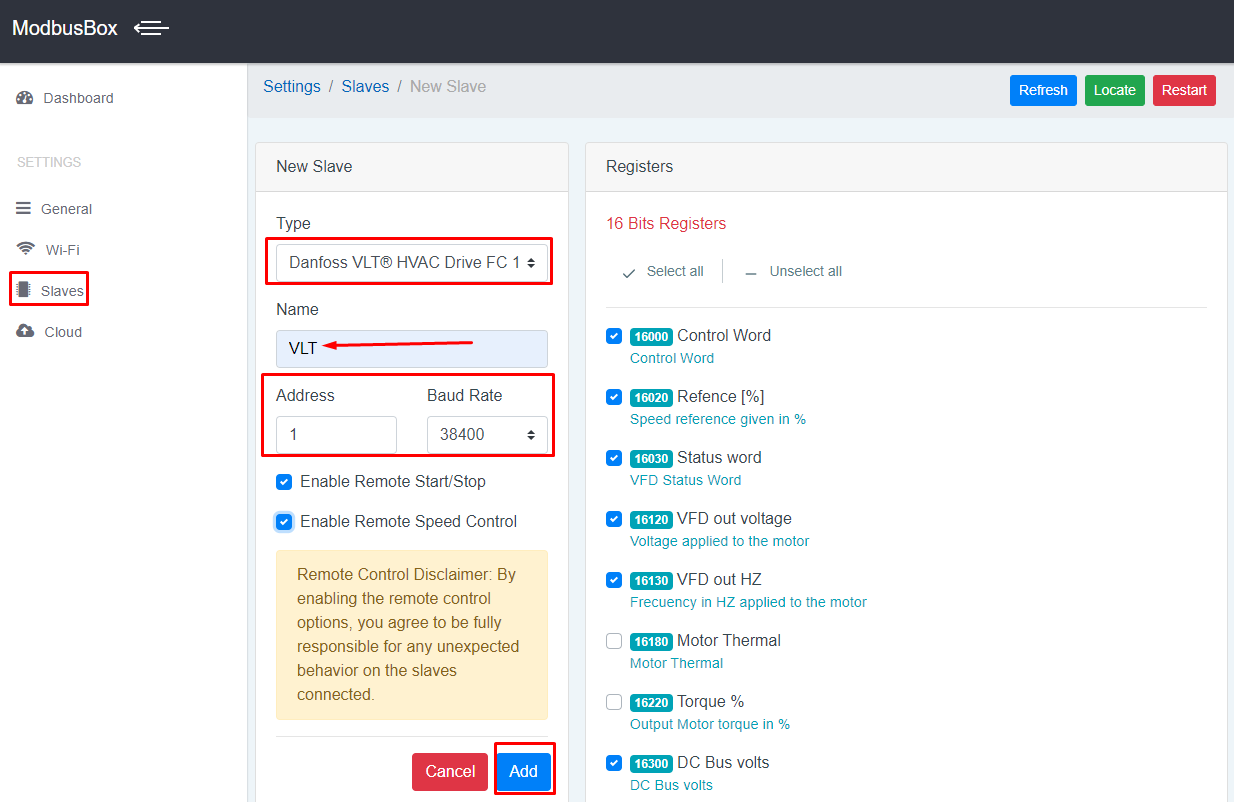 ModbusBox
Dashboard
SETTINGS
General
Wi-Fi
Slaves
Cloud
Settings / Slaves / New Slave
Refresh
Locate
Restart
New Slave
Type
Danfoss VLT® HVAC Drive FC 1
Name
VLT
Address
Baud Rate
1
38400
Enable Remote Start/Stop
Enable Remote Speed Control
Remote Control Disclaimer: By
enabling the remote control
options, you agree to be fully
responsible for any unexpected
behavior on the slaves
connected.
Cancel
Add
Registers
16 Bits Registers
Select all
Unselect all
16000 Control Word
Control Word
16020 Refence [%]
Speed reference given in %
16030 Status word
VFD Status Word
16120 VFD out voltage
Voltage applied to the motor
16130 VFD out HZ
Frecuency in HZ applied to the motor
16180 Motor Thermal
Motor Thermal
16220 Torque %
Output Motor torque in %
16300 DC Bus volts
DC Bus volts